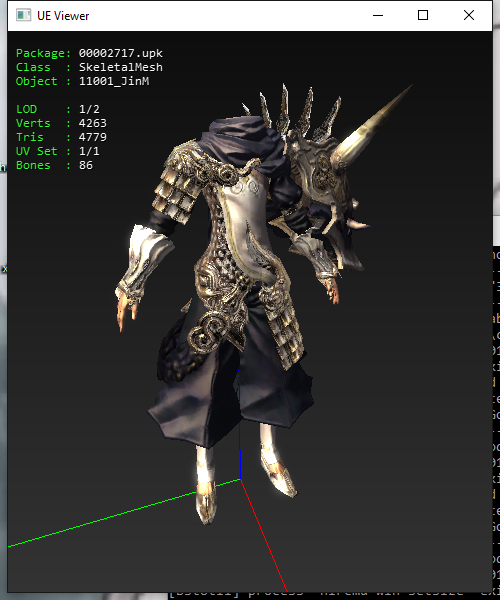 UE Viewer
Package: 00002717.upk
Class : SkeletalMesh
Object : 11001_JinM
LOD : 1/2
Verts : 4263
Tris : 4779
UV Set : 1/1
Bones : 86